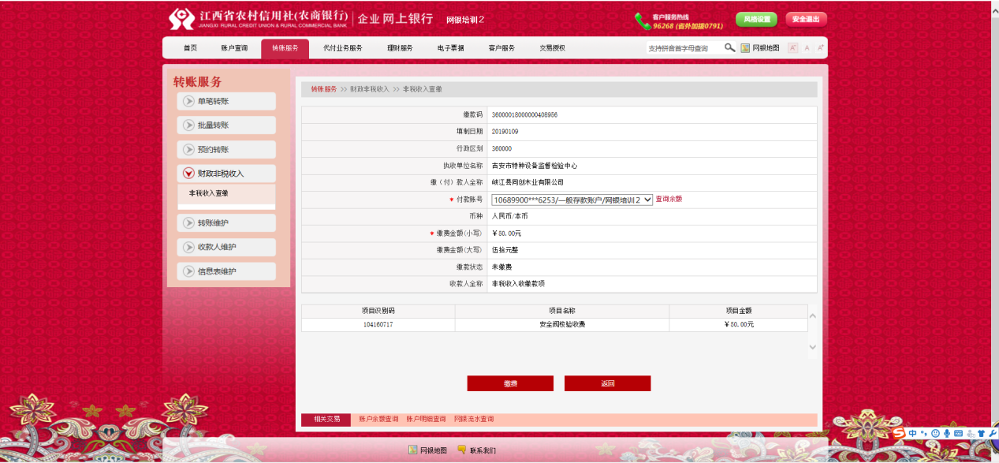 江西省农村信用社(农商银行) 企业网上银行 网银培训2
JIANGXI RURAL CREDIT UNION & RURAL COMMERCIAL BANK
客户服务热线
96268 (省外加拨0791)
风格设置 安全退出
首页 账户查询 转账服务 代付业务服务 理财服务 电子票据 客户服务 交易授权 支持拼音首字母查询 网银地图 A⁻ A A⁺
转账服务
单笔转账
批量转账
预约转账
财政非税收入
非税收入查缴
转账维护
收款人维护
信息表维护
转账服务 >> 财政非税收入 >> 非税收入查缴
缴款码 36000018000000408956
填制日期 20190109
行政区划 360000
执收单位名称 吉安市特种设备监督检验中心
缴（付）款人全称 峡江县同创木业有限公司
* 付款账号 10689900***6253/一般存款账户/网银培训2 查询余额
币种 人民币/本币
* 缴费金额(小写) ￥50.00元
缴费金额(大写) 伍拾元整
缴款状态 未缴费
收款人全称 非税收入收缴款项
项目识别码 项目名称 项目金额
104160717 安全阀校验收费 ￥50.00元
缴费 返回
相关交易 账户余额查询 账户明细查询 网银流水查询
网银地图 联系我们
中